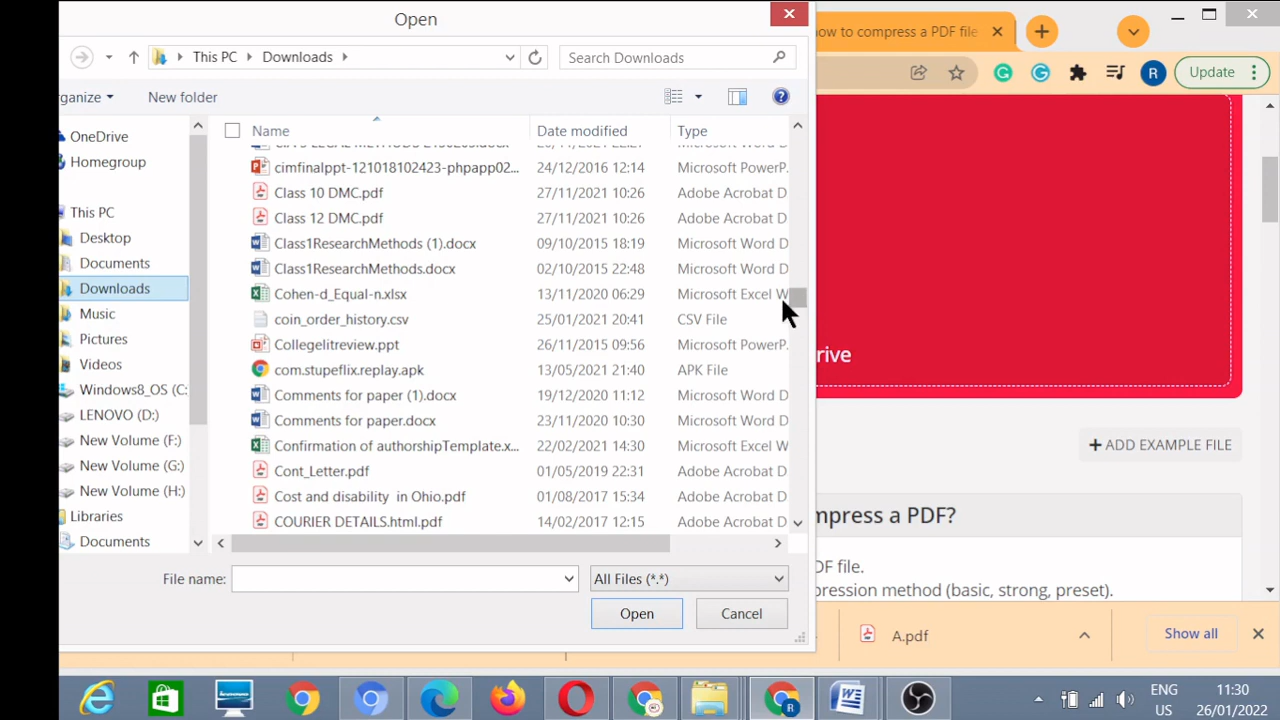 Open
how to compress a PDF file
This PC
Downloads
Search Downloads
Update
R
rganize
New folder
Name
Date modified
Type
OneDrive
Homegroup
This PC
Desktop
Documents
Downloads
Music
Pictures
Videos
Windows8_OS (C:
LENOVO (D:)
New Volume (F:)
New Volume (G:)
New Volume (H:)
Libraries
Documents
cimfinalppt-121018102423-phpapp02... 24/12/2016 12:14 Microsoft PowerP.
Class 10 DMC.pdf 27/11/2021 10:26 Adobe Acrobat D
Class 12 DMC.pdf 27/11/2021 10:26 Adobe Acrobat D
Class1ResearchMethods (1).docx 09/10/2015 18:19 Microsoft Word D
Class1ResearchMethods.docx 02/10/2015 22:48 Microsoft Word D
Cohen-d_Equal-n.xlsx 13/11/2020 06:29 Microsoft Excel W
coin_order_history.csv 25/01/2021 20:41 CSV File
Collegelitreview.ppt 26/11/2015 09:56 Microsoft PowerP.
com.stupeflix.replay.apk 13/05/2021 21:40 APK File
Comments for paper (1).docx 19/12/2020 11:12 Microsoft Word D
Comments for paper.docx 23/11/2020 10:30 Microsoft Word D
Confirmation of authorshipTemplate.x... 22/02/2021 14:30 Microsoft Excel W
Cont_Letter.pdf 01/05/2019 22:31 Adobe Acrobat D
Cost and disability in Ohio.pdf 01/08/2017 15:34 Adobe Acrobat D
COURIER DETAILS.html.pdf 14/02/2017 12:15 Adobe Acrobat D
File name:
All Files (*.*)
Open
Cancel
rive
+ ADD EXAMPLE FILE
mpress a PDF?
DF file.
pression method (basic, strong, preset).
A.pdf
Show all
ENG
US
11:30
26/01/2022